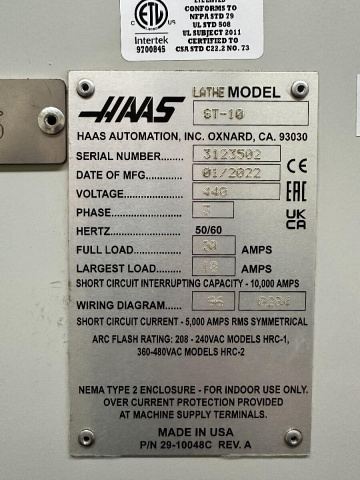 CONFORMS TO
NFPA STD 79
UL STD 508
UL SUBJECT 2011
CERTIFIED TO
CSA STD C22.2 NO. 73
Intertek
9700845
HAAS
LATHE MODEL
ST-10
HAAS AUTOMATION, INC. OXNARD, CA. 93030
SERIAL NUMBER....... 3123502
DATE OF MFG............ 01/2022
VOLTAGE.................. 440
PHASE...................... 3
HERTZ 50/60
FULL LOAD............... 20 AMPS
LARGEST LOAD........ AMPS
SHORT CIRCUIT INTERRUPTING CAPACITY - 10,000 AMPS
WIRING DIAGRAM........ 96
SHORT CIRCUIT CURRENT - 5,000 AMPS RMS SYMMETRICAL
ARC FLASH RATING: 208 - 240VAC MODELS HRC-1,
360-480VAC MODELS HRC-2
NEMA TYPE 2 ENCLOSURE - FOR INDOOR USE ONLY.
OVER CURRENT PROTECTION PROVIDED
AT MACHINE SUPPLY TERMINALS.
MADE IN USA
P/N 29-10048C REV. A
CE
EAC
UK
CA